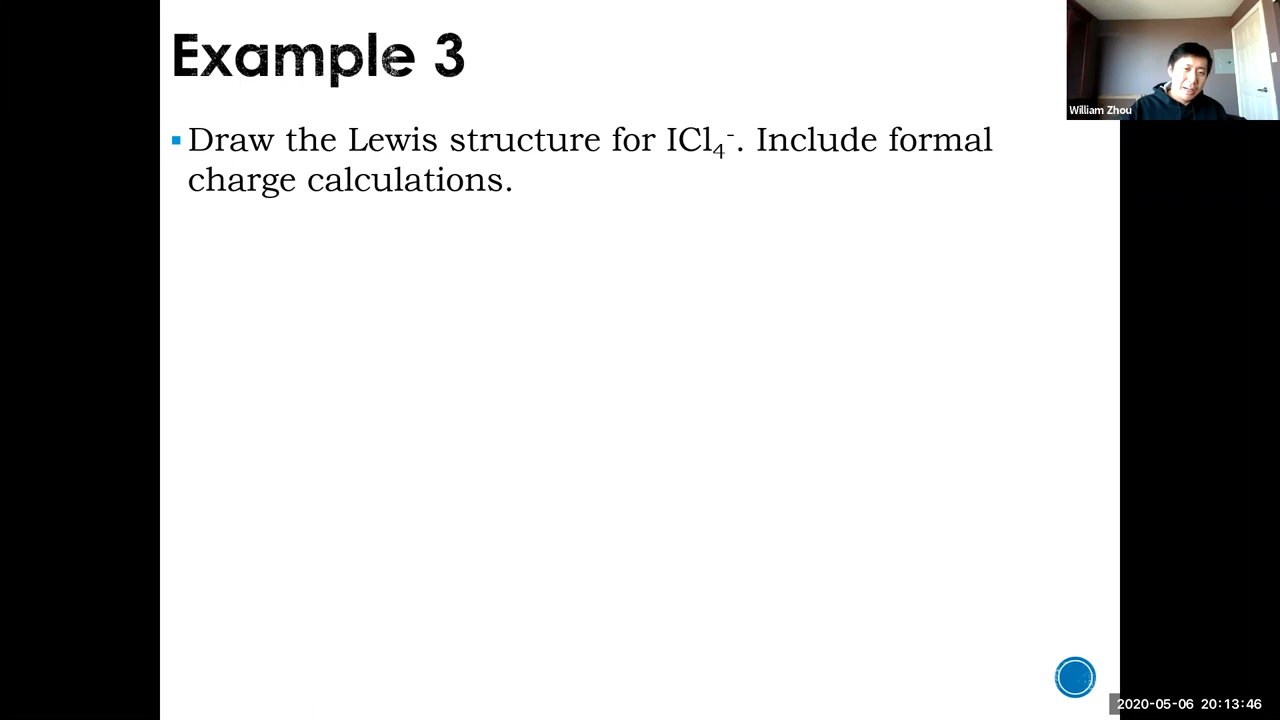 Example 3
William Zhou
▪ Draw the Lewis structure for ICl₄⁻. Include formal
charge calculations.
2020-05-06 20:13:46